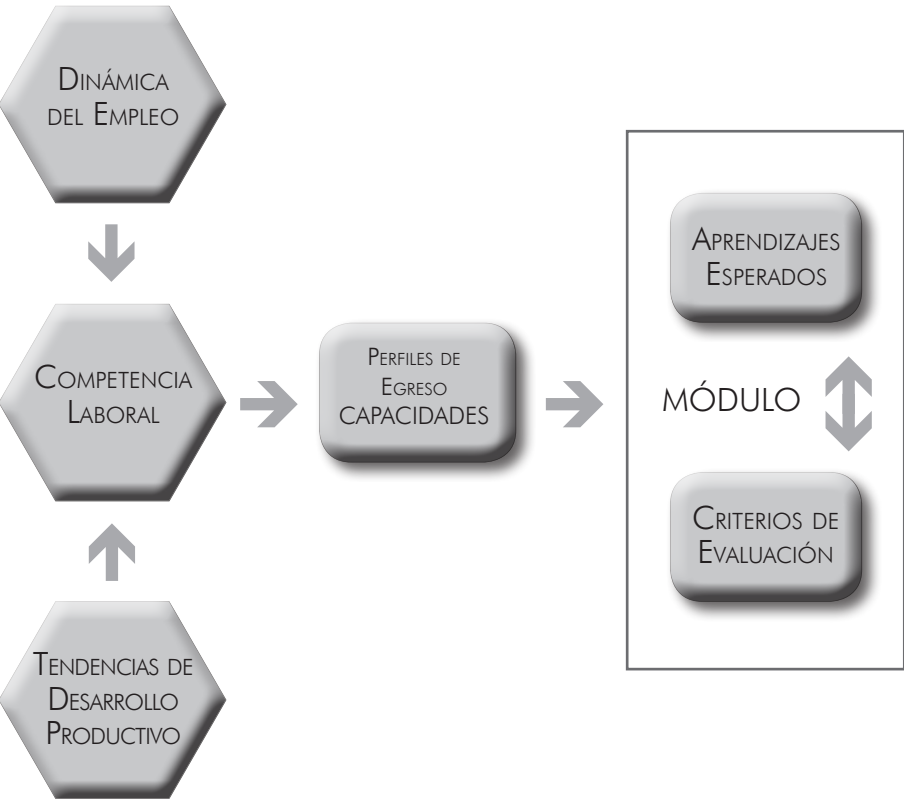 Dinámica
del Empleo
Competencia
Laboral
Tendencias de
Desarrollo
Productivo
Perfiles de
Egreso
CAPACIDADES
Aprendizajes
Esperados
MÓDULO
Criterios de
Evaluación